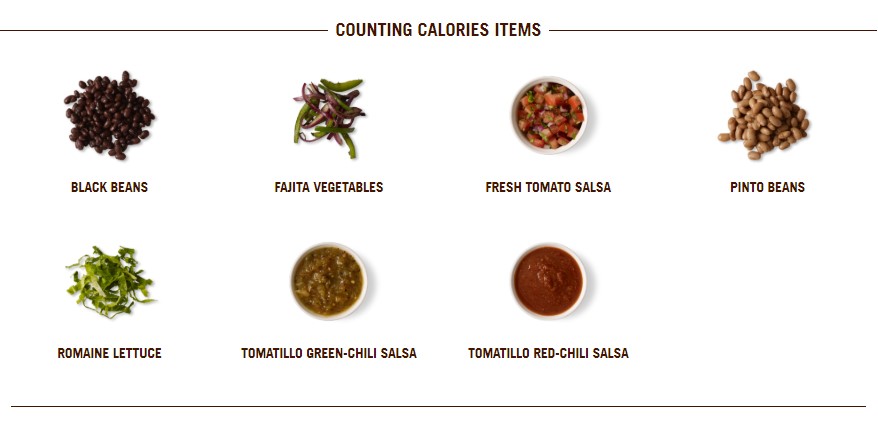 COUNTING CALORIES ITEMS
BLACK BEANS
FAJITA VEGETABLES
FRESH TOMATO SALSA
PINTO BEANS
ROMAINE LETTUCE
TOMATILLO GREEN-CHILI SALSA
TOMATILLO RED-CHILI SALSA